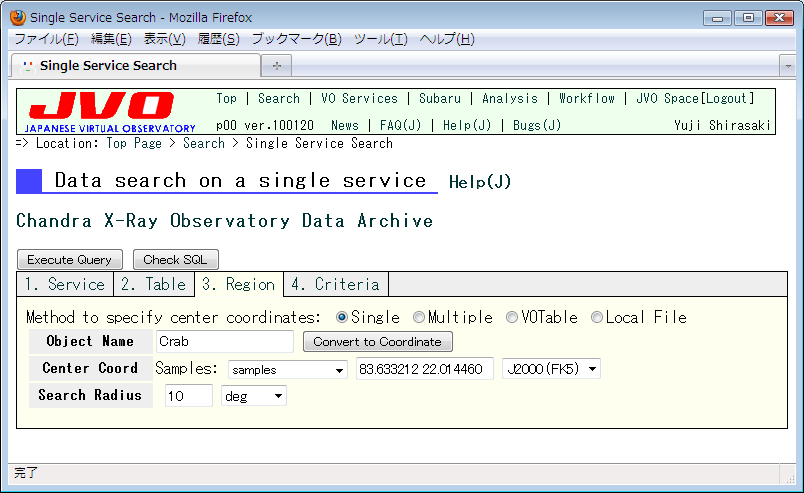 Single Service Search - Mozilla Firefox
ファイル(F) 編集(E) 表示(V) 履歴(S) ブックマーク(B) ツール(T) ヘルプ(H)
Single Service Search
JVO
JAPANESE VIRTUAL OBSERVATORY
Top | Search | VO Services | Subaru | Analysis | Workflow | JVO Space[Logout]
p00 ver.100120 News | FAQ(J) | Help(J) | Bugs(J) Yuji Shirasaki
=> Location: Top Page > Search > Single Service Search
Data search on a single service Help(J)
Chandra X-Ray Observatory Data Archive
Execute Query Check SQL
1. Service 2. Table 3. Region 4. Criteria
Method to specify center coordinates: Single Multiple VOTable Local File
Object Name Crab Convert to Coordinate
Center Coord Samples: samples 83.633212 22.014460 J2000(FK5)
Search Radius 10 deg
完了